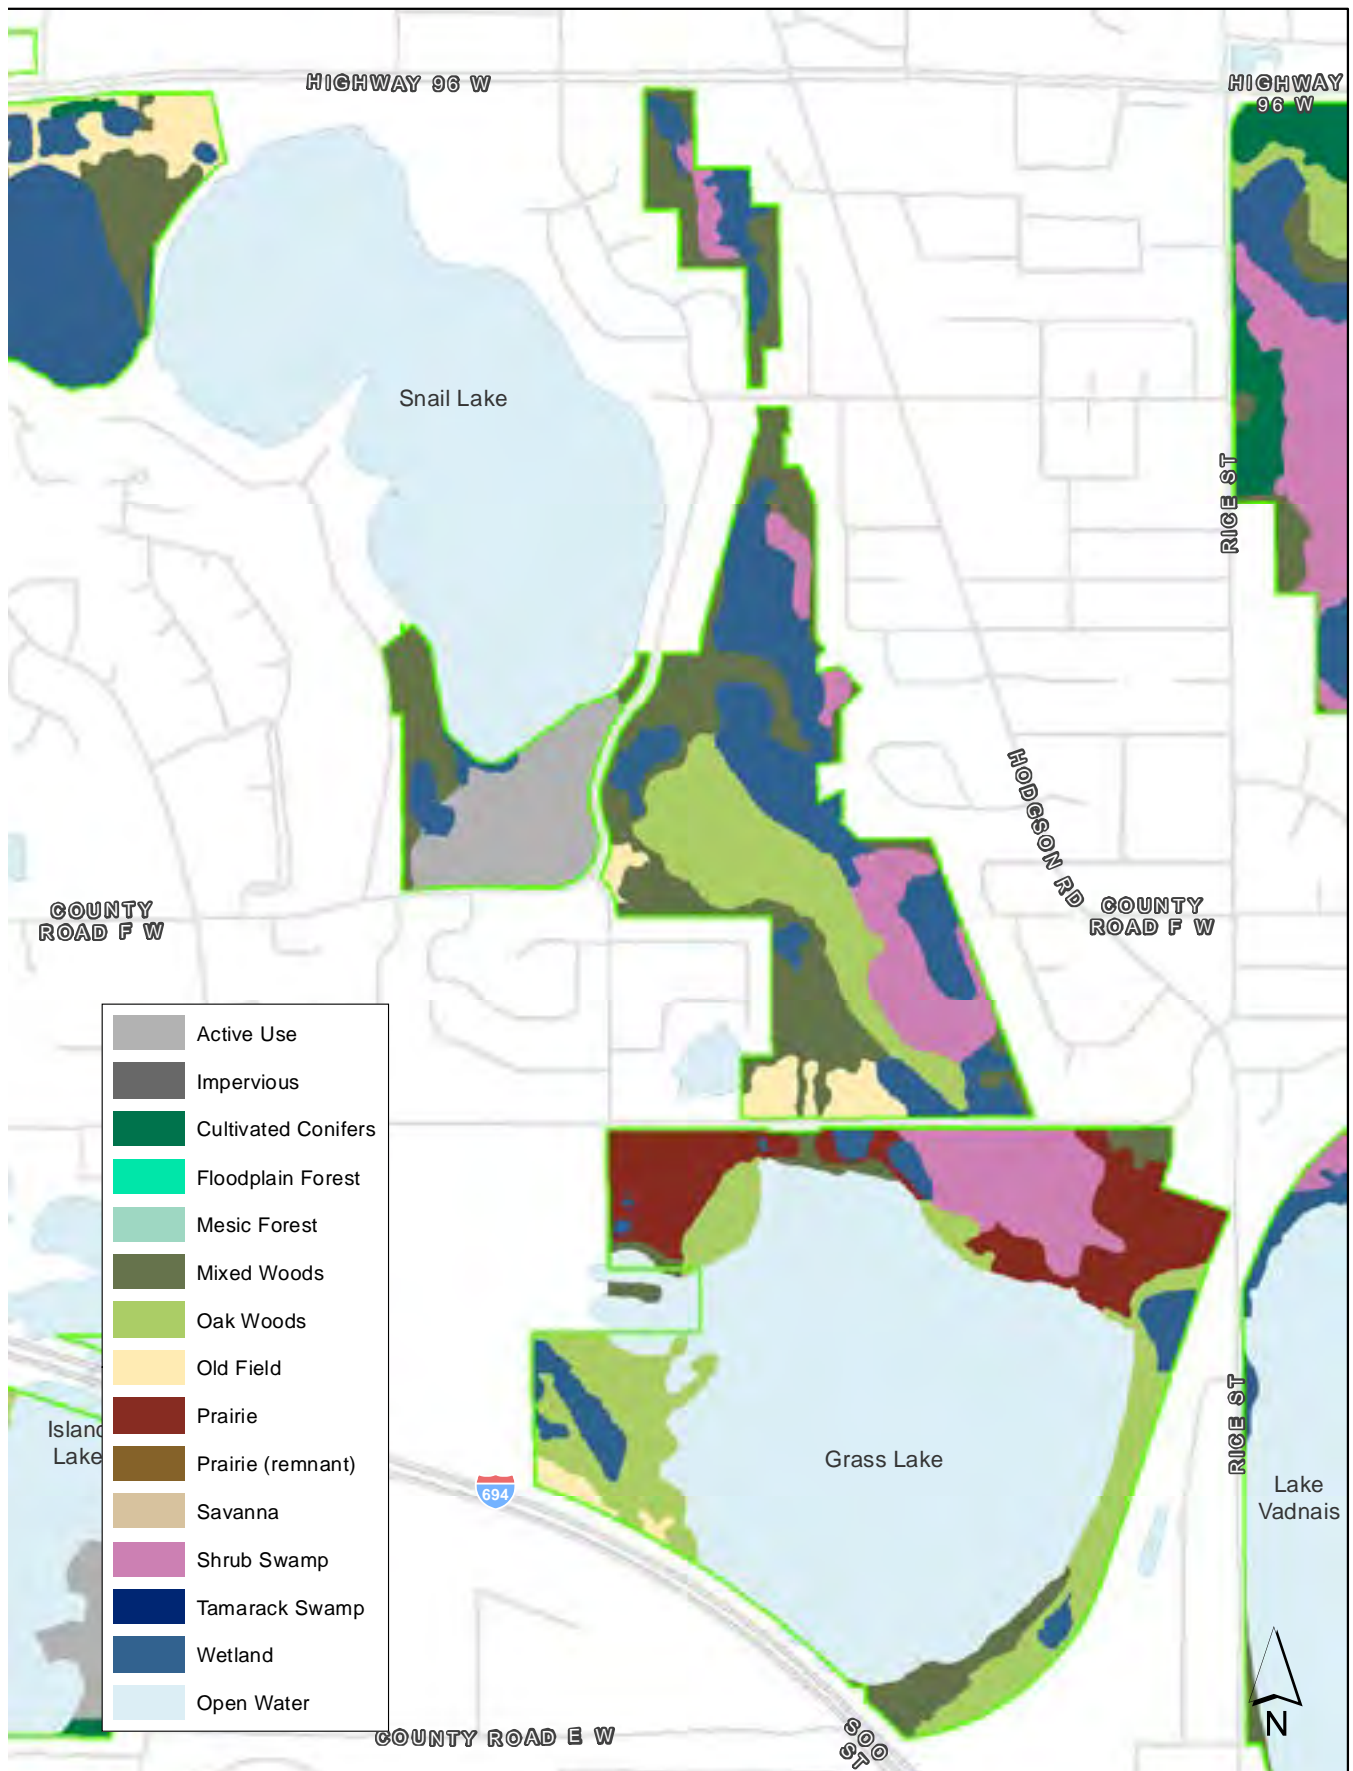 HIGHWAY 96 W
HIGHWAY
96 W
Snail Lake
RICE ST
HODGSON RD
COUNTY
ROAD F W
COUNTY
ROAD F W
Active Use
Impervious
Cultivated Conifers
Floodplain Forest
Mesic Forest
Mixed Woods
Oak Woods
Old Field
Prairie
Prairie (remnant)
Savanna
Shrub Swamp
Tamarack Swamp
Wetland
Open Water
Island
Lake
694
Grass Lake
RICE ST
Lake
Vadnais
N
COUNTY ROAD E W
SOO
ST